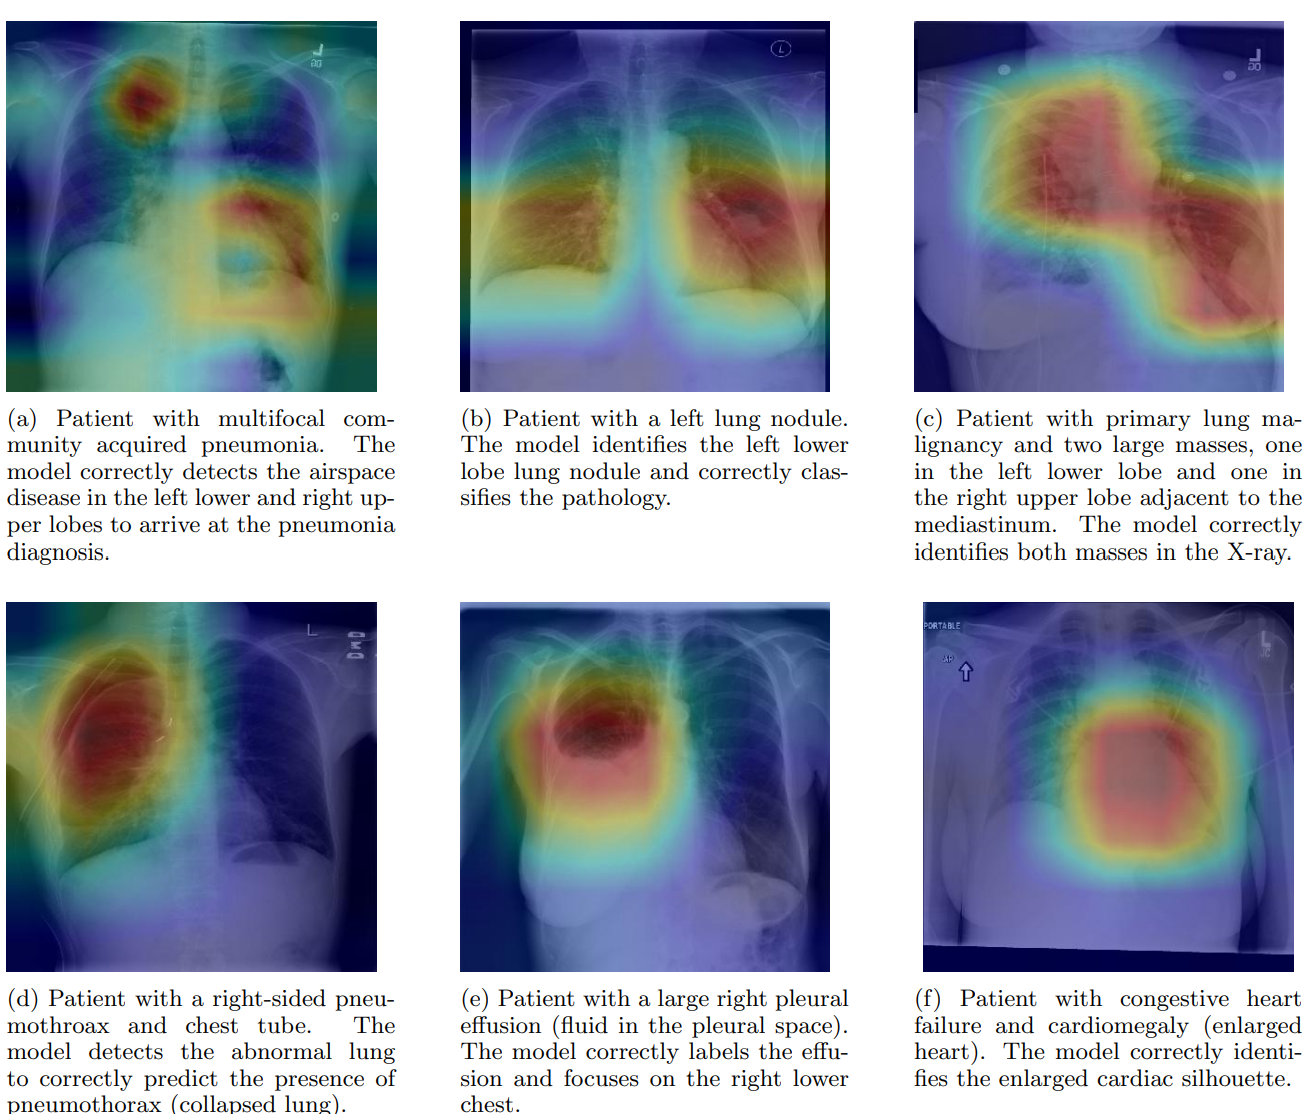 L
DO
L
L
DO
(a) Patient with multifocal com-
munity acquired pneumonia. The
model correctly detects the airspace
disease in the left lower and right up-
per lobes to arrive at the pneumonia
diagnosis.
(b) Patient with a left lung nodule.
The model identifies the left lower
lobe lung nodule and correctly clas-
sifies the pathology.
(c) Patient with primary lung ma-
lignancy and two large masses, one
in the left lower lobe and one in
the right upper lobe adjacent to the
mediastinum. The model correctly
identifies both masses in the X-ray.
L
PORTABLE
L
(d) Patient with a right-sided pneu-
mothroax and chest tube. The
model detects the abnormal lung
to correctly predict the presence of
pneumothorax (collapsed lung).
(e) Patient with a large right pleural
effusion (fluid in the pleural space).
The model correctly labels the effu-
sion and focuses on the right lower
chest.
(f) Patient with congestive heart
failure and cardiomegaly (enlarged
heart). The model correctly identi-
fies the enlarged cardiac silhouette.